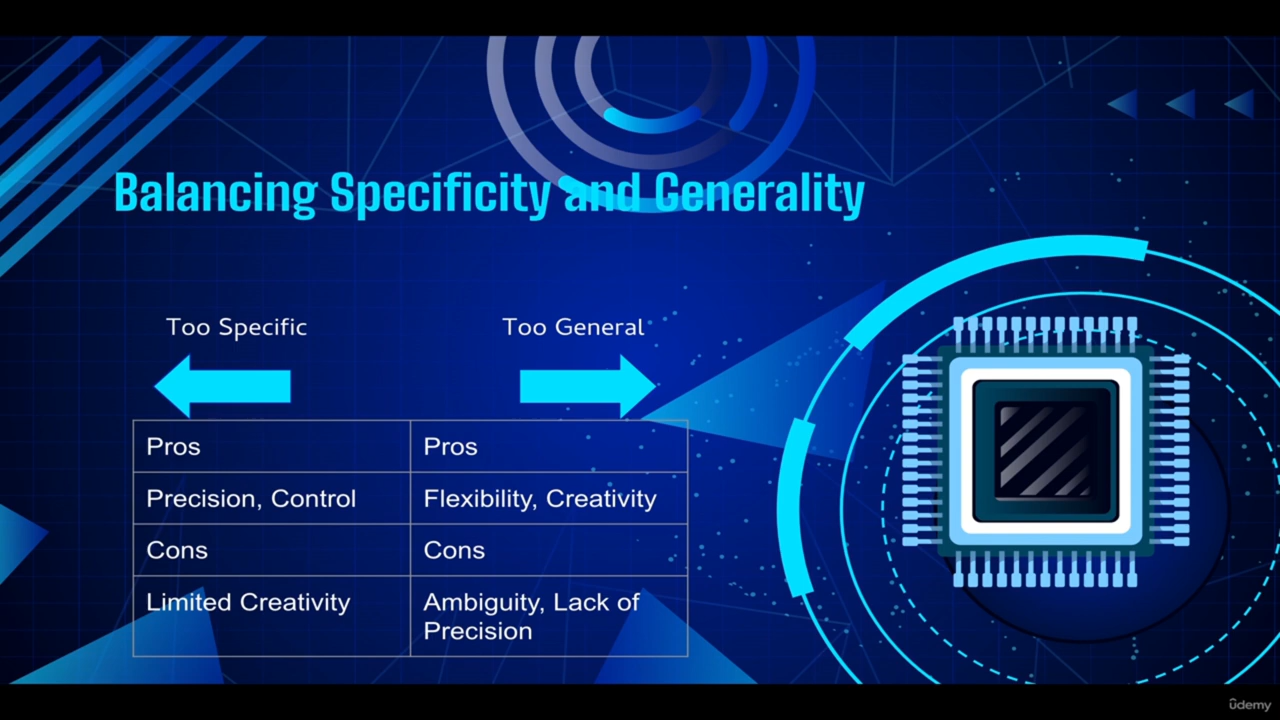 Balancing Specificity and Generality
Too Specific
Too General
Pros
Pros
Precision, Control
Flexibility, Creativity
Cons
Cons
Limited Creativity
Ambiguity, Lack of
Precision
ûdemy